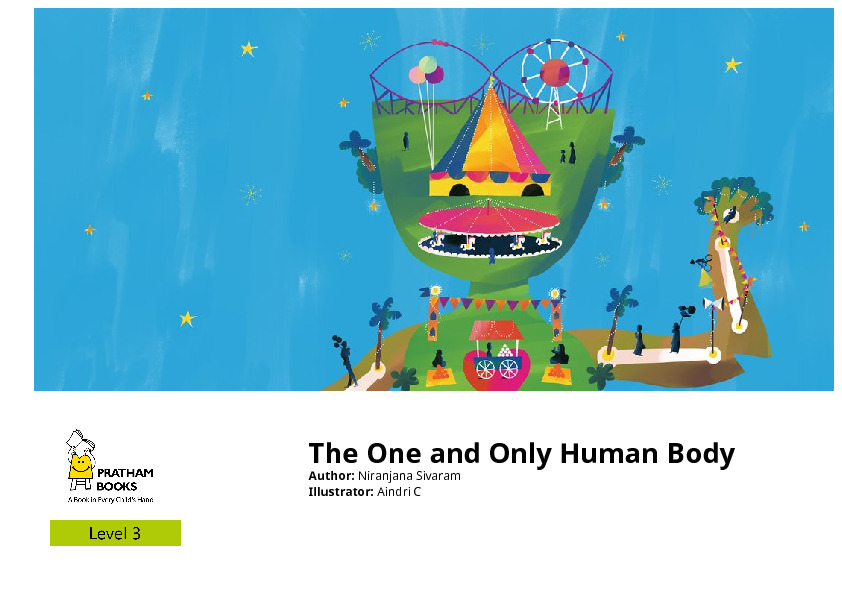 PRATHAM
BOOKS
A Book in Every Child's Hand
Level 3
The One and Only Human Body
Author: Niranjana Sivaram
Illustrator: Aindri C